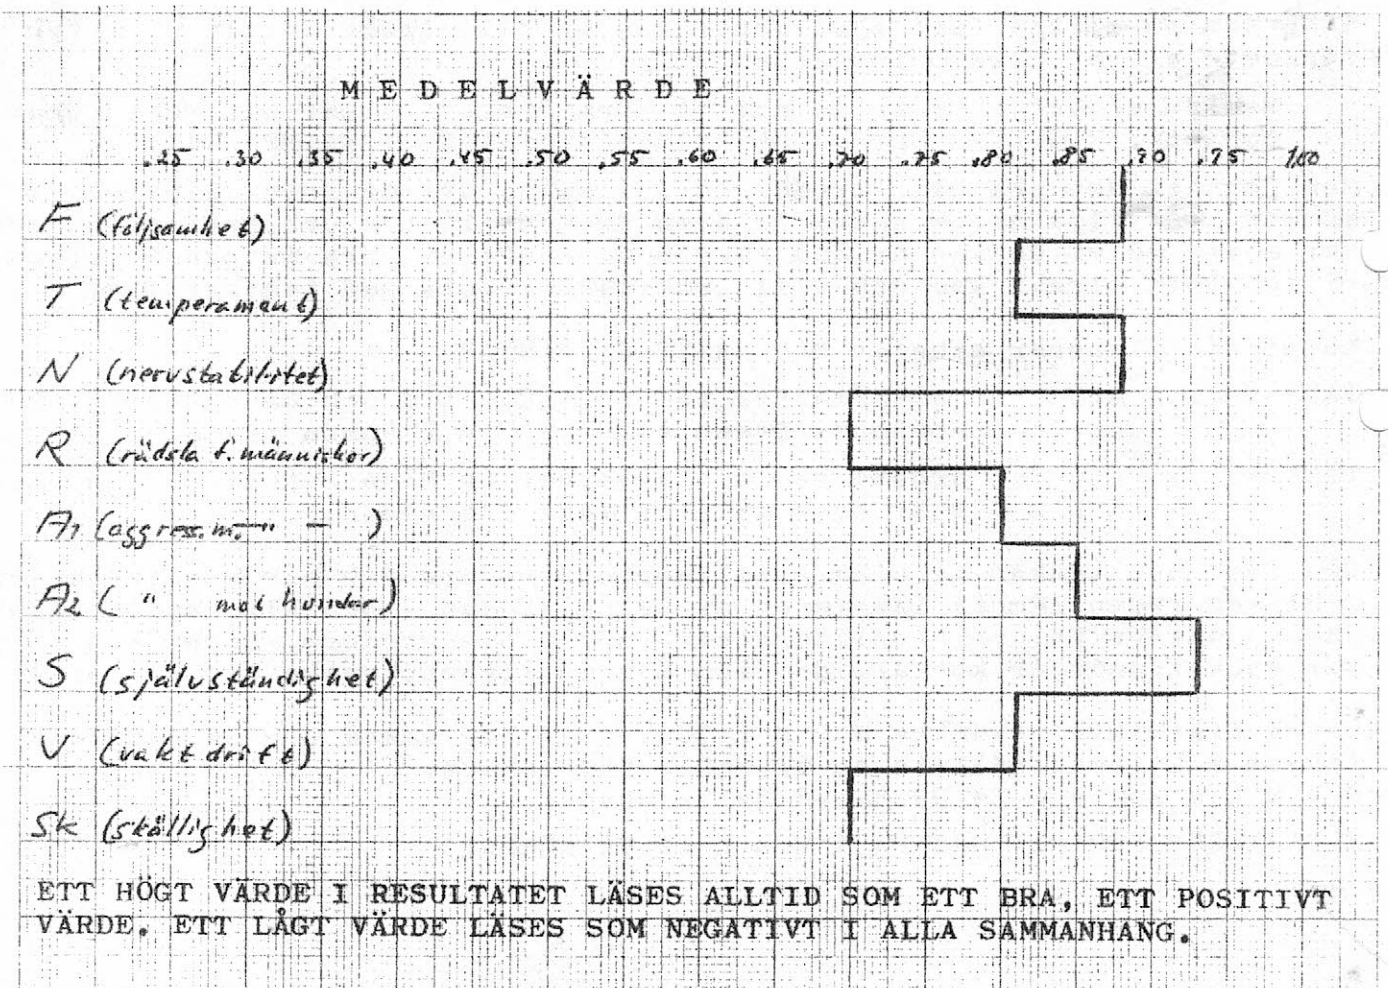 M E D E L V Ä R D E
.25 .30 .35 .40 .45 .50 .55 .60 .65 .70 .75 .80 .85 .90 .95 1.00
F (följsamhet)
T (temperament)
N (nervstabilitet)
R (rädsla f. människor)
A1 (aggress. m. —"— )
A2 ( " mot hundar)
S (självständighet)
V (vaktdrift)
Sk (skällighet)
ETT HÖGT VÄRDE I RESULTATET LÄSES ALLTID SOM ETT BRA, ETT POSITIVT
VÄRDE. ETT LÅGT VÄRDE LÄSES SOM NEGATIVT I ALLA SAMMANHANG.